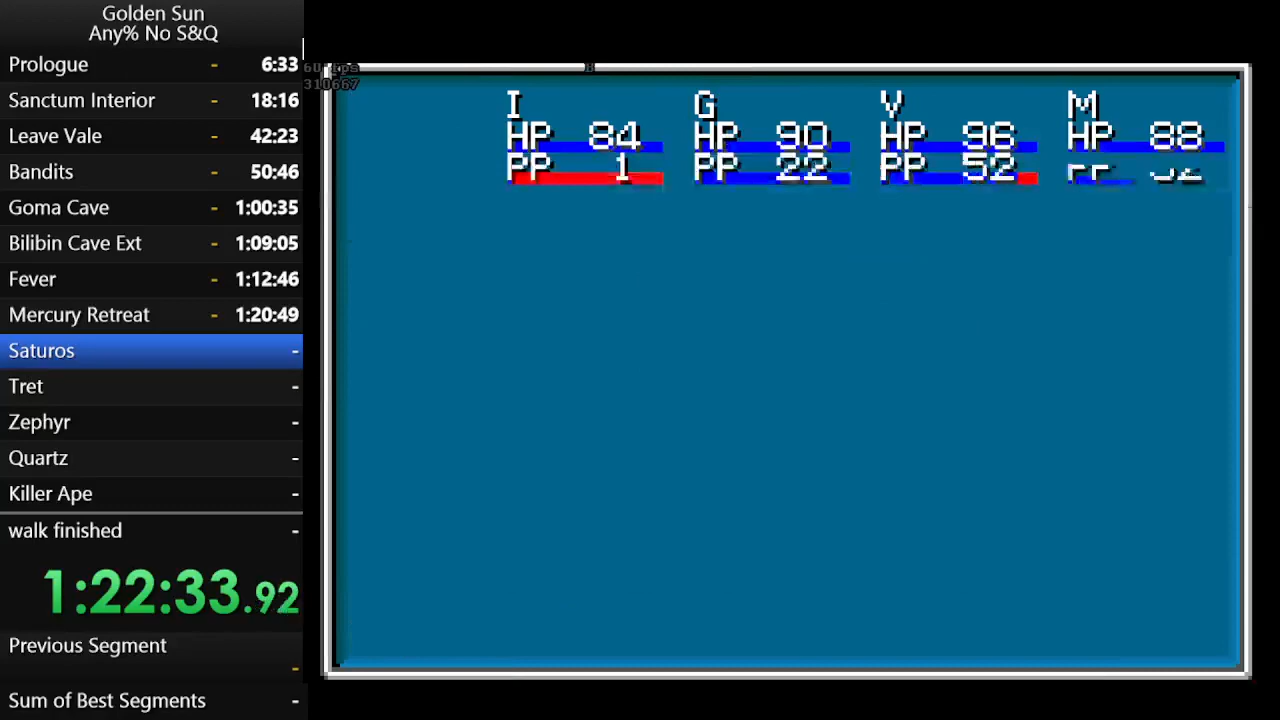 Golden Sun
Any% No S&Q
Prologue - 6:33
Sanctum Interior - 18:16
Leave Vale - 42:23
Bandits - 50:46
Goma Cave - 1:00:35
Bilibin Cave Ext - 1:09:05
Fever - 1:12:46
Mercury Retreat - 1:20:49
Saturos -
Tret -
Zephyr -
Quartz -
Killer Ape -
walk finished -
1:22:33.92
Previous Segment
-
Sum of Best Segments -
60 fps
310667
I G V M
HP 84 HP 90 HP 96 HP 88
PP 1 PP 22 PP 52